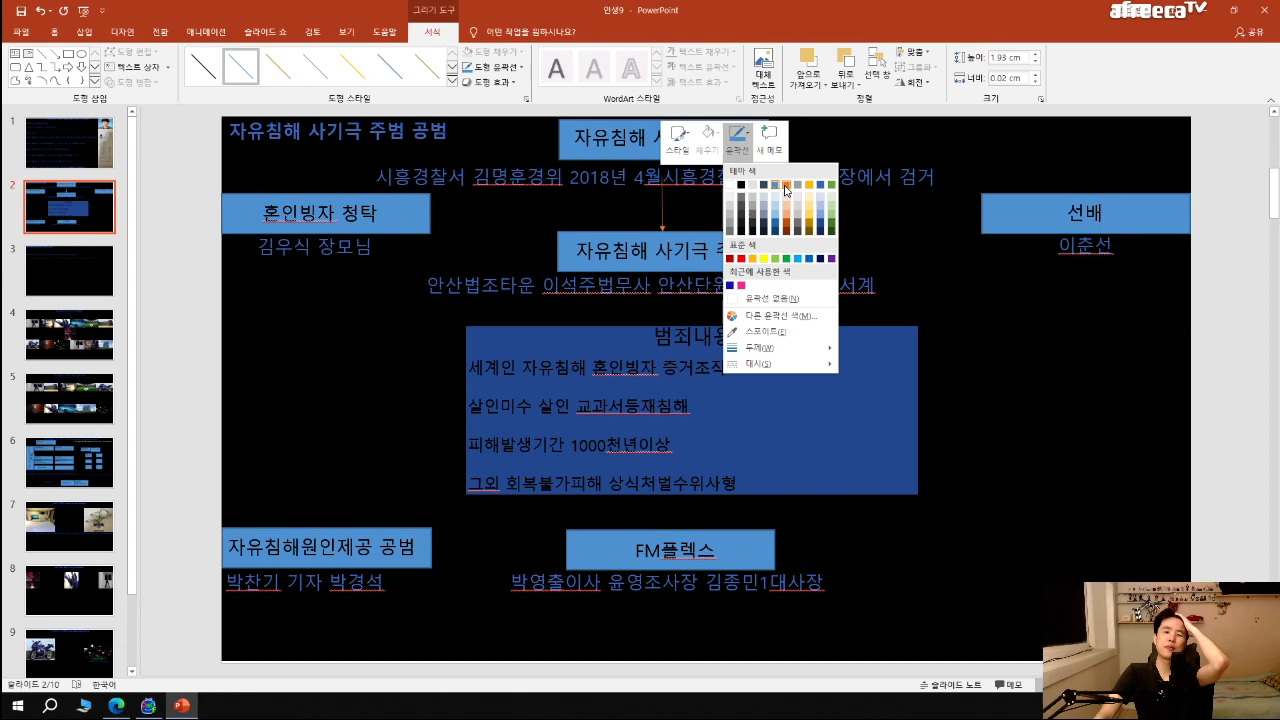 그리기 도구
인생9 - PowerPoint
afreecaTV
파일 홈 삽입 디자인 전환 애니메이션 슬라이드 쇼 검토 보기 도움말 서식 어떤 작업을 원하시나요? 공유
도형 편집
텍스트 상자
도형 병합
도형 채우기
도형 윤곽선
도형 효과
A A A
텍스트 채우기
텍스트 윤곽선
텍스트 효과
대체 텍스트
앞으로 가져오기
뒤로 보내기
선택 창
맞춤
그룹화
회전
높이: 1.93 cm
너비: 0.02 cm
도형 삽입 도형 스타일 WordArt 스타일 접근성 정렬 크기
1
2
3
4
5
6
7
8
9
자유침해 사기극 주범 공범
자유침해
스타일 채우기 윤곽선 새 메모
시흥경찰서 김명훈경위 2018년 4월시흥경찰 장에서 검거
테마 색
혼인빙자 청탁
김우식 장모님
선배
이춘선
자유침해 사기극
표준 색
최근에 사용한 색
안산법조타운 이석주법무사 안산단원 서계
윤곽선 없음(N)
다른 윤곽선 색(M)...
스포이트(E)
두께(W)
대시(S)
범죄내용
세계인 자유침해 혼인빙자 증거조작
살인미수 살인 교과서등재침해
피해발생기간 1000천년이상
그외 회복불가피해 상식처벌수위사형
자유침해원인제공 공범
박찬기 기자 박경석
FM플렉스
박영출이사 윤영조사장 김종민1대사장
슬라이드 2/10 한국어 슬라이드 노트 메모